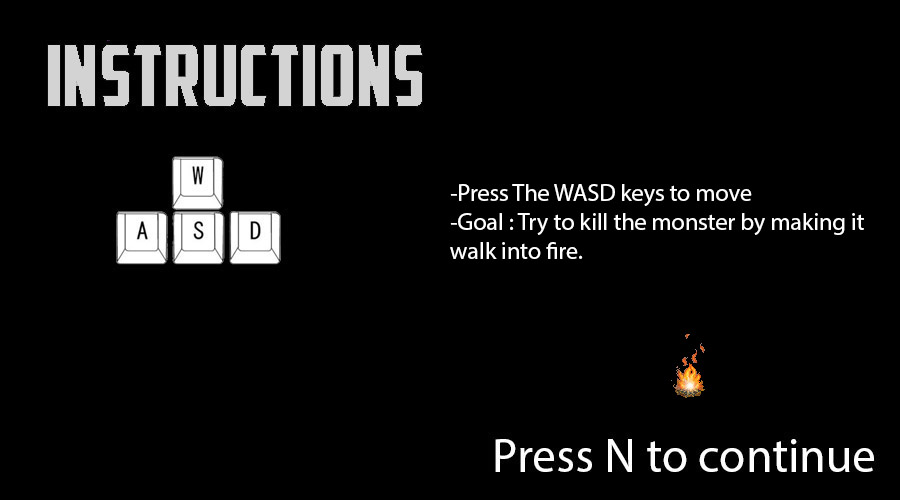 INSTRUCTIONS
W
A S D
-Press The WASD keys to move
-Goal : Try to kill the monster by making it
walk into fire.
Press N to continue